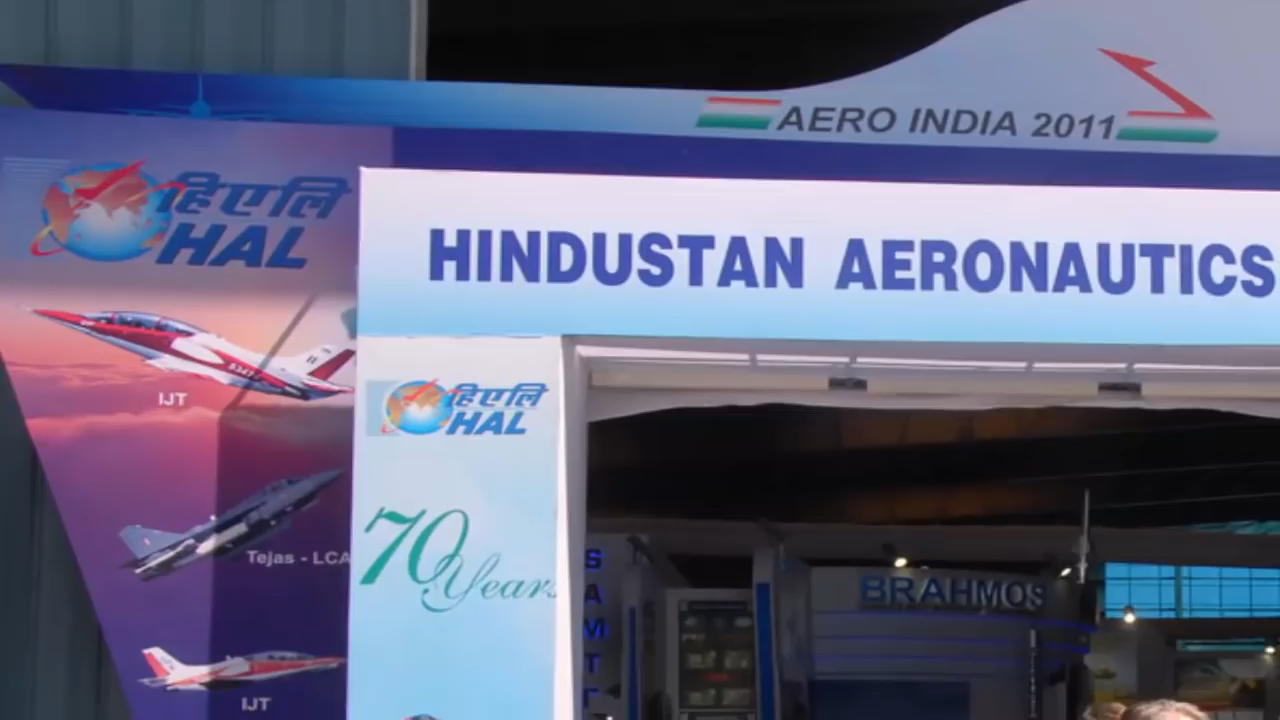 AERO INDIA 2011
हिएलि
HAL
HINDUSTAN AERONAUTICS
IJT
हिएलि
HAL
Tejas - LCA
70 Years
BRAHMOS
IJT